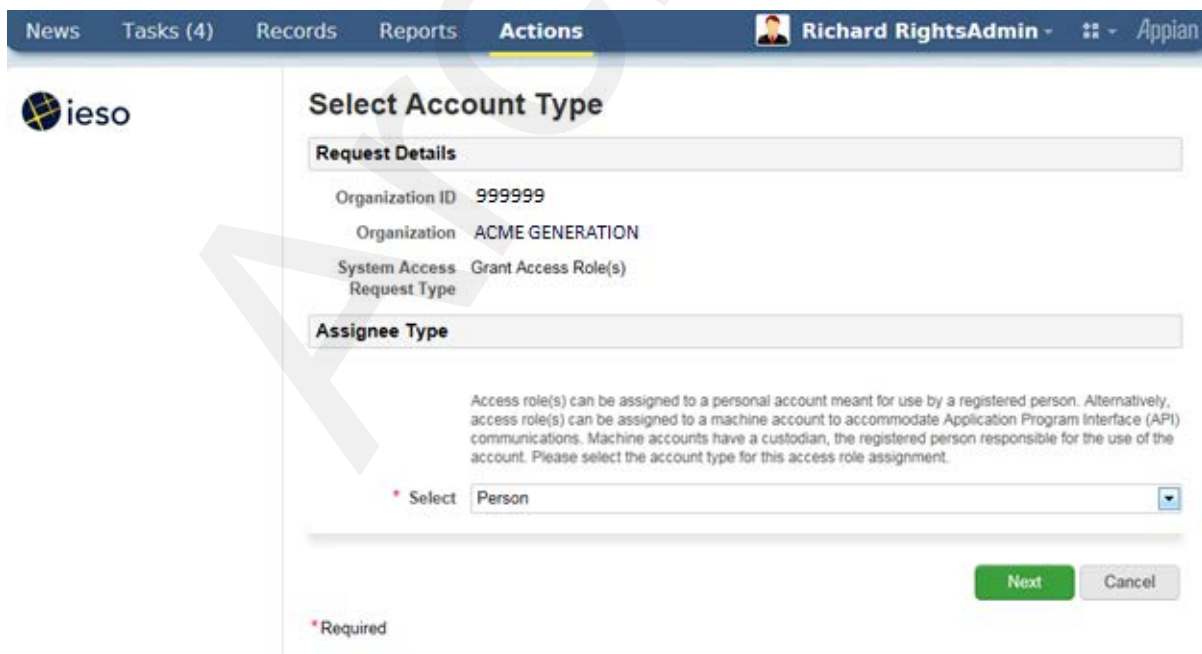 News Tasks (4) Records Reports Actions Richard RightsAdmin Appian
ieso
Select Account Type
Request Details
Organization ID 999999
Organization ACME GENERATION
System Access Grant Access Role(s)
Request Type
Assignee Type
Access role(s) can be assigned to a personal account meant for use by a registered person. Alternatively,
access role(s) can be assigned to a machine account to accommodate Application Program Interface (API)
communications. Machine accounts have a custodian, the registered person responsible for the use of the
account. Please select the account type for this access role assignment.
* Select Person
Next Cancel
*Required